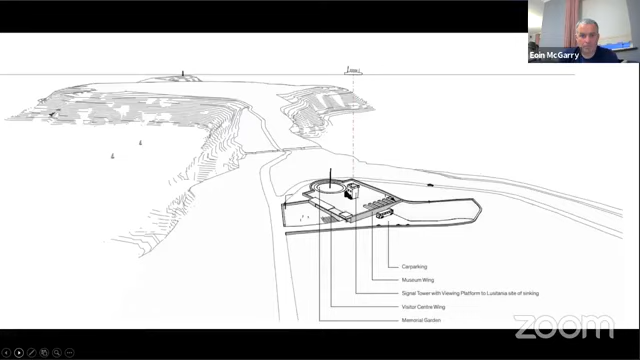 Eoin McGarry
Carparking
Museum Wing
Signal Tower with Viewing Platform to Lusitania site of sinking
Visitor Centre Wing
Memorial Garden
zoom